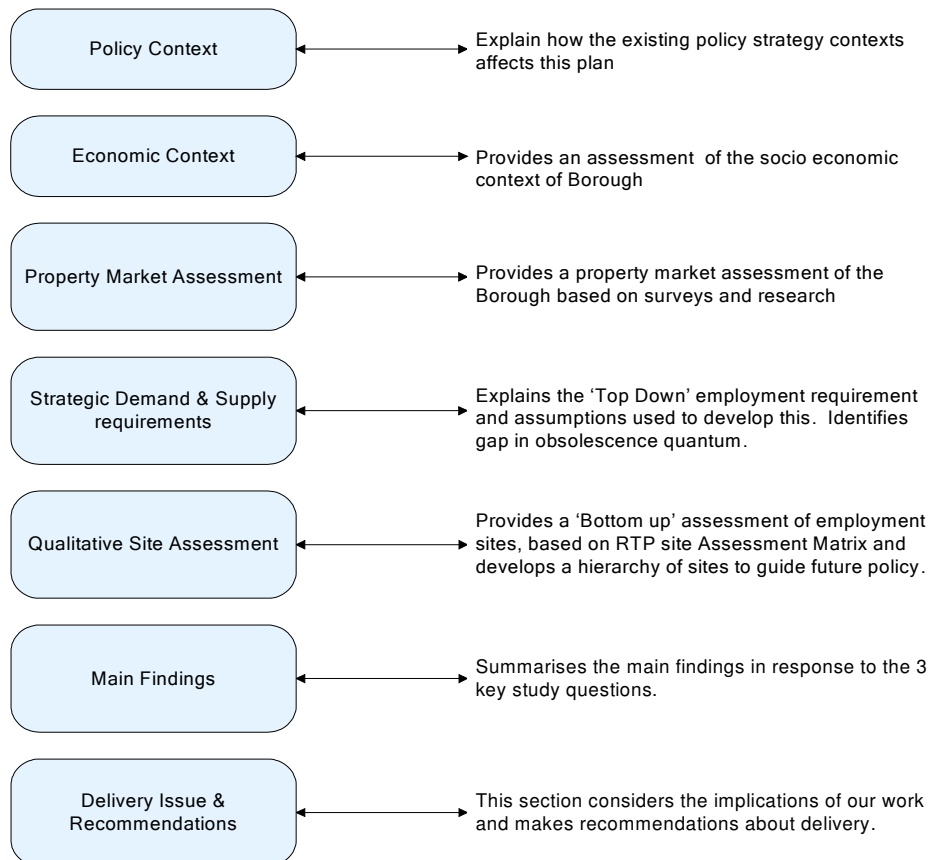 Policy Context
Explain how the existing policy strategy contexts
affects this plan
Economic Context
Provides an assessment of the socio economic
context of Borough
Property Market Assessment
Provides a property market assessment of the
Borough based on surveys and research
Strategic Demand & Supply
requirements
Explains the ‘Top Down’ employment requirement
and assumptions used to develop this. Identifies
gap in obsolescence quantum.
Qualitative Site Assessment
Provides a ‘Bottom up’ assessment of employment
sites, based on RTP site Assessment Matrix and
develops a hierarchy of sites to guide future policy.
Main Findings
Summarises the main findings in response to the 3
key study questions.
Delivery Issue &
Recommendations
This section considers the implications of our work
and makes recommendations about delivery.